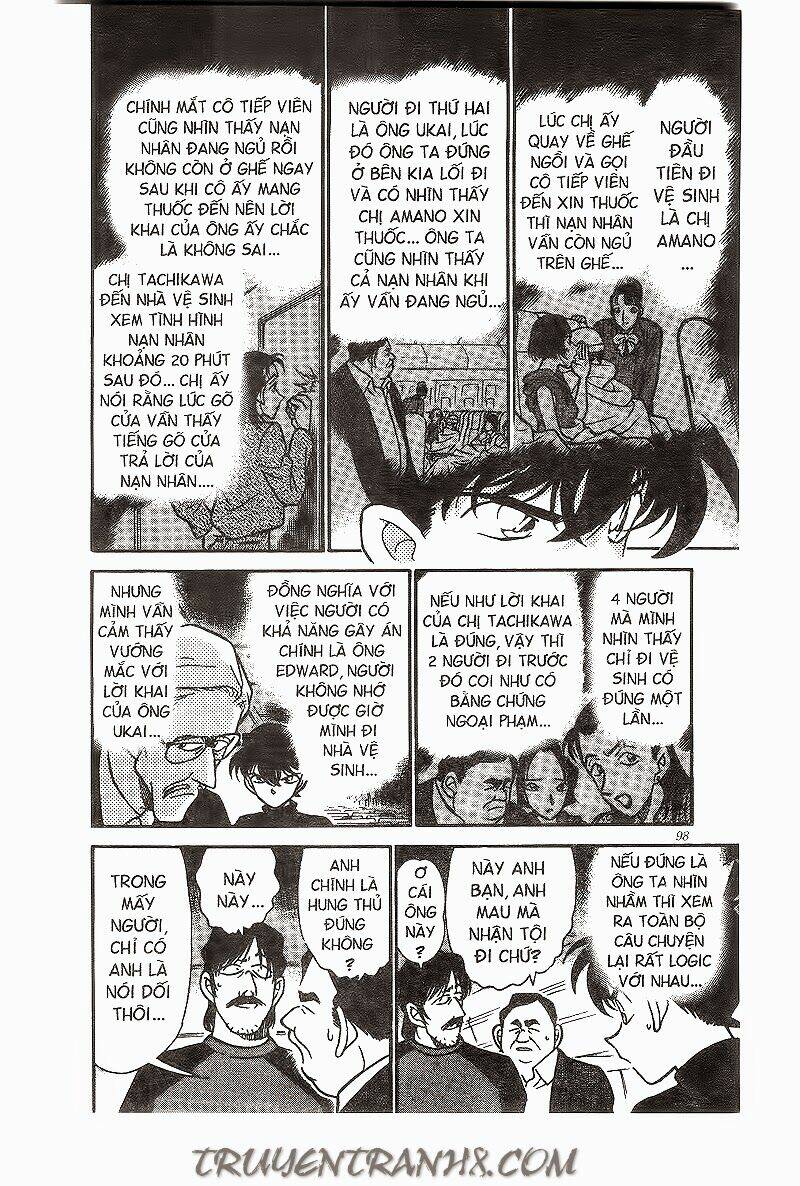 NGƯỜI
ĐẦU
TIÊN ĐI
VỆ SINH
LÀ CHỊ
AMANO
...
LÚC CHỊ ẤY
QUAY VỀ GHẾ
NGỒI VÀ GỌI
CÔ TIẾP VIÊN
ĐẾN XIN THUỐC
THÌ NẠN NHÂN
VẪN CÒN NGỦ
TRÊN GHẾ...
NGƯỜI ĐI THỨ HAI
LÀ ÔNG UKAI, LÚC
ĐÓ ÔNG TA ĐỨNG
Ở BÊN KIA LỐI ĐI
VÀ CÓ NHÌN THẤY
CHỊ AMANO XIN
THUỐC... ÔNG TA
CŨNG NHÌN THẤY
CẢ NẠN NHÂN KHI
ẤY VẪN ĐANG NGỦ...
CHÍNH MẮT CÔ TIẾP VIÊN
CŨNG NHÌN THẤY NẠN
NHÂN ĐANG NGỦ RỒI
KHÔNG CÒN Ở GHẾ NGAY
SAU KHI CÔ ẤY MANG
THUỐC ĐẾN NÊN LỜI
KHAI CỦA ÔNG ẤY CHẮC
LÀ KHÔNG SAI...
CHỊ TACHIKAWA
ĐẾN NHÀ VỆ SINH
XEM TÌNH HÌNH
NẠN NHÂN
KHOẢNG 20 PHÚT
SAU ĐÓ... CHỊ ẤY
NÓI RẰNG LÚC GÕ
CỬA VẪN THẤY
TIẾNG GÕ CỬA
TRẢ LỜI CỦA
NẠN NHÂN....
4 NGƯỜI
MÀ MÌNH
NHÌN THẤY
CHỈ ĐI VỆ
SINH CÓ
ĐÚNG MỘT
LẦN...
NẾU NHƯ LỜI KHAI
CỦA CHỊ TACHIKAWA
LÀ ĐÚNG, VẬY THÌ
2 NGƯỜI ĐI TRƯỚC
ĐÓ COI NHƯ CÓ
BẰNG CHỨNG
NGOẠI PHẠM...
ĐỒNG NGHĨA VỚI
VIỆC NGƯỜI CÓ
KHẢ NĂNG GÂY ÁN
CHÍNH LÀ ÔNG
EDWARD, NGƯỜI
KHÔNG NHỚ
ĐƯỢC GIỜ
MÌNH ĐI
NHÀ VỆ
SINH...
NHƯNG
MÌNH VẪN
CẢM THẤY
VƯỚNG
MẮC VỚI
LỜI KHAI
CỦA ÔNG
UKAI...
98
NẾU ĐÚNG LÀ
ÔNG TA NHÌN
NHẦM THÌ XEM
RA TOÀN BỘ
CÂU CHUYỆN
LẠI RẤT LOGIC
VỚI NHAU...
NÀY ANH
BẠN, ANH
MAU MÀ
NHẬN TỘI
ĐI CHỨ?
Ơ
CÁI
ÔNG
NÀY
?
ANH
CHÍNH LÀ
HUNG THỦ
ĐÚNG
KHÔNG
?
NÀY
NÀY...
TRONG
MẤY
NGƯỜI,
CHỈ CÓ
ANH LÀ
NÓI DỐI
THÔI...
TRUYENTRANH8.COM